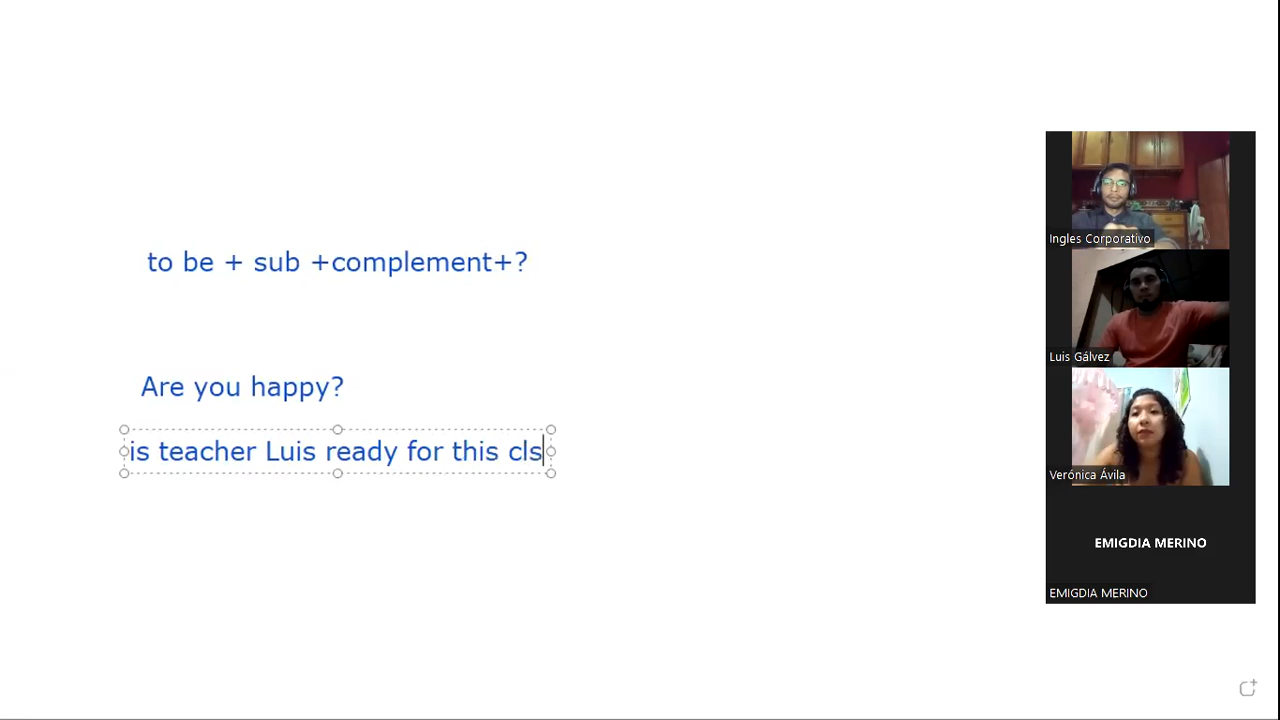 to be + sub +complement+?
Are you happy?
is teacher Luis ready for this cls
Ingles Corporativo
Luis Gálvez
Verónica Ávila
EMIGDIA MERINO
EMIGDIA MERINO